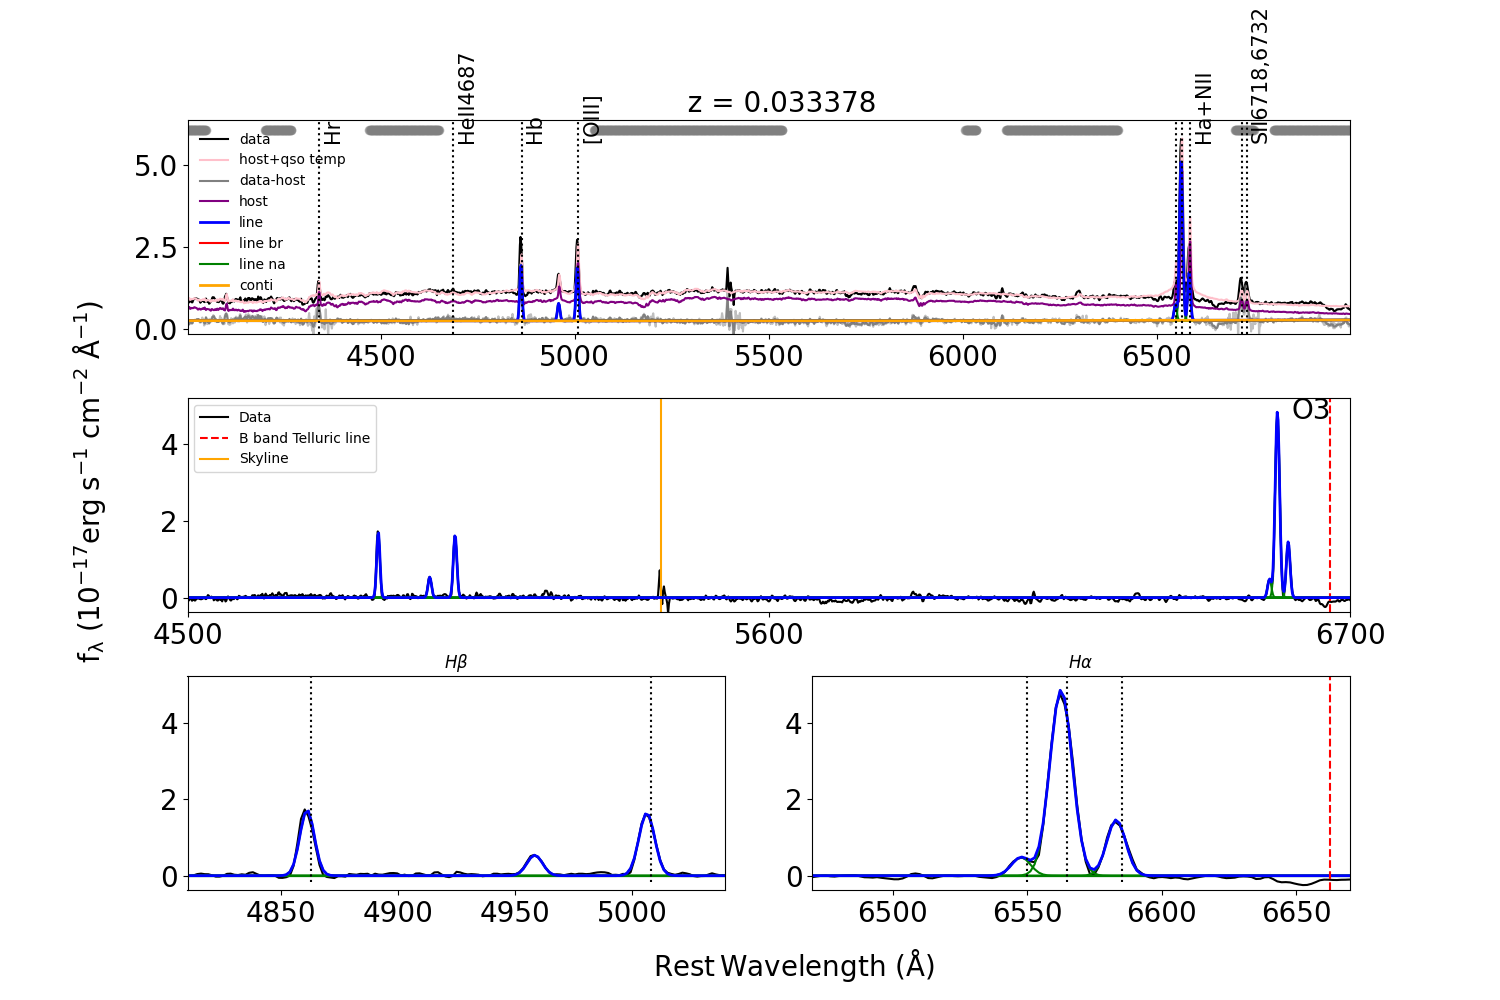 z = 0.033378
Hr
HeII4687
Hb
[OIII]
Ha+NII
SII6718,6732
data
host+qso temp
data-host
host
line
line br
line na
conti
5.0
2.5
0.0
4500 5000 5500 6000 6500
Data
B band Telluric line
Skyline
O3
4
2
0
4500 5600 6700
fλ (10⁻¹⁷erg s⁻¹ cm⁻² Å⁻¹)
Hβ
4
2
0
4850 4900 4950 5000
Hα
4
2
0
6500 6550 6600 6650
Rest Wavelength (Å)